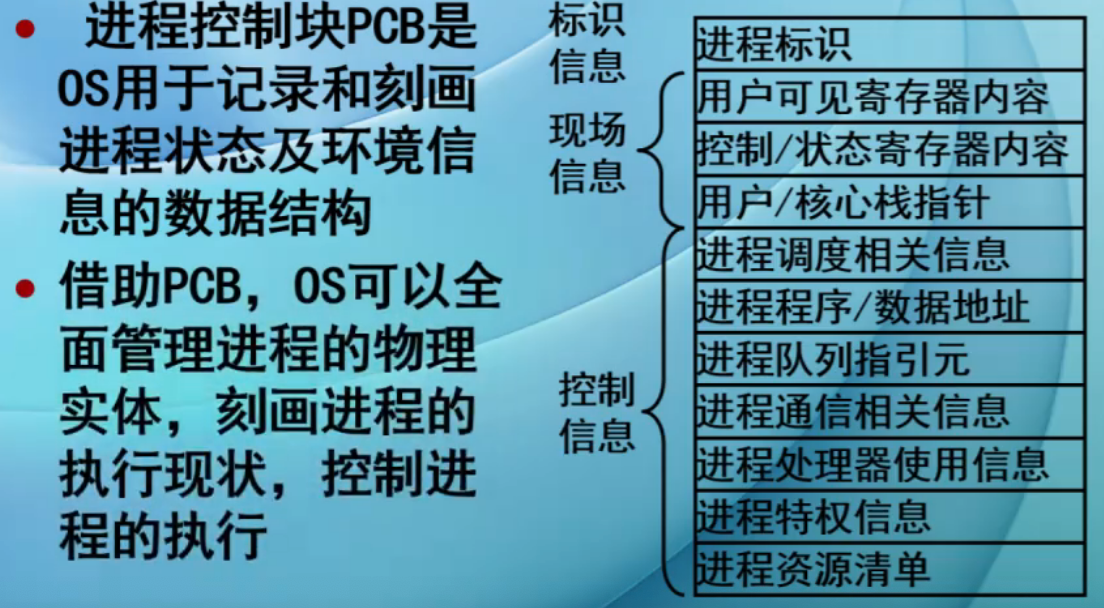 进程控制块PCB是
OS用于记录和刻画
进程状态及环境信
息的数据结构
借助PCB，OS可以全
面管理进程的物理
实体，刻画进程的
执行现状，控制进
程的执行
标识
信息
现场
信息
控制
信息
进程标识
用户可见寄存器内容
控制/状态寄存器内容
用户/核心栈指针
进程调度相关信息
进程程序/数据地址
进程队列指引元
进程通信相关信息
进程处理器使用信息
进程特权信息
进程资源清单